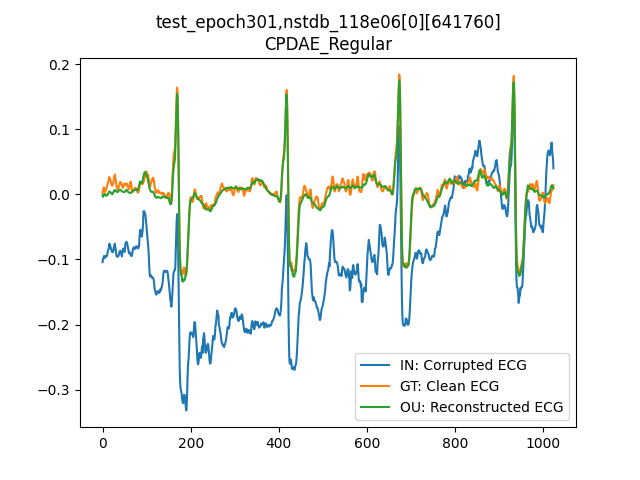 test_epoch301,nstdb_118e06[0][641760]
CPDAE_Regular
0.2
0.1
0.0
−0.1
−0.2
−0.3
IN: Corrupted ECG
GT: Clean ECG
OU: Reconstructed ECG
0 200 400 600 800 1000